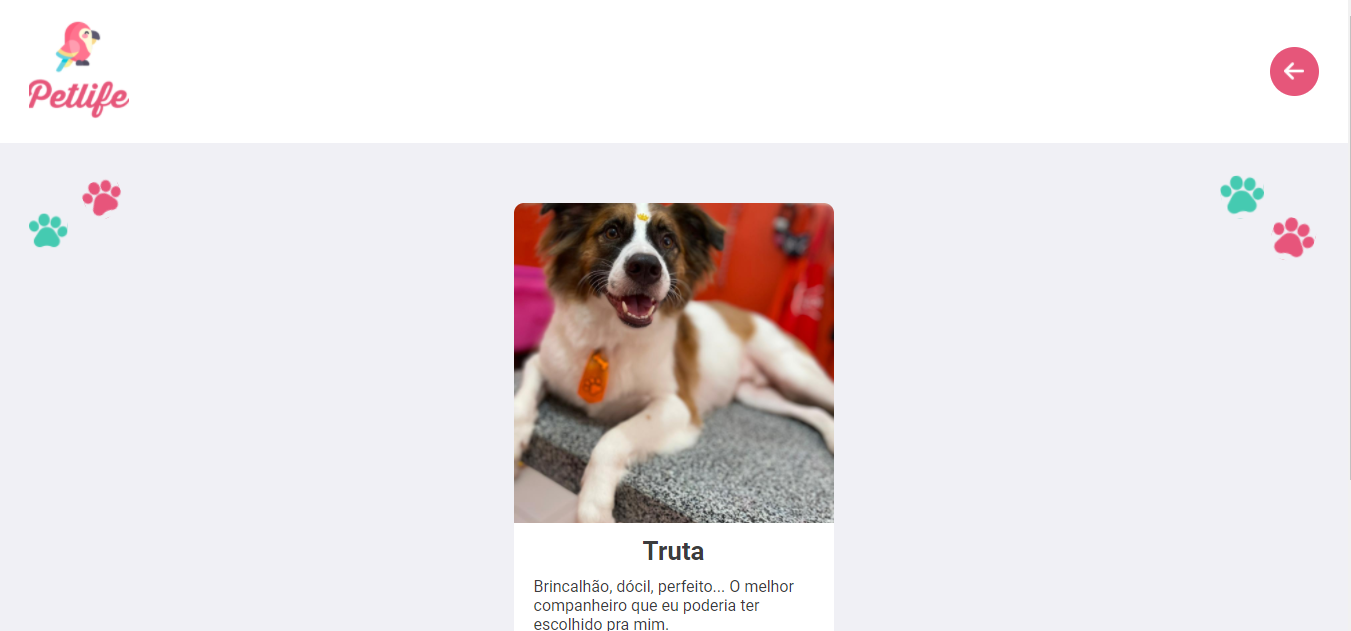 Petlife
Truta
Brincalhão, dócil, perfeito... O melhor
companheiro que eu poderia ter
escolhido pra mim.